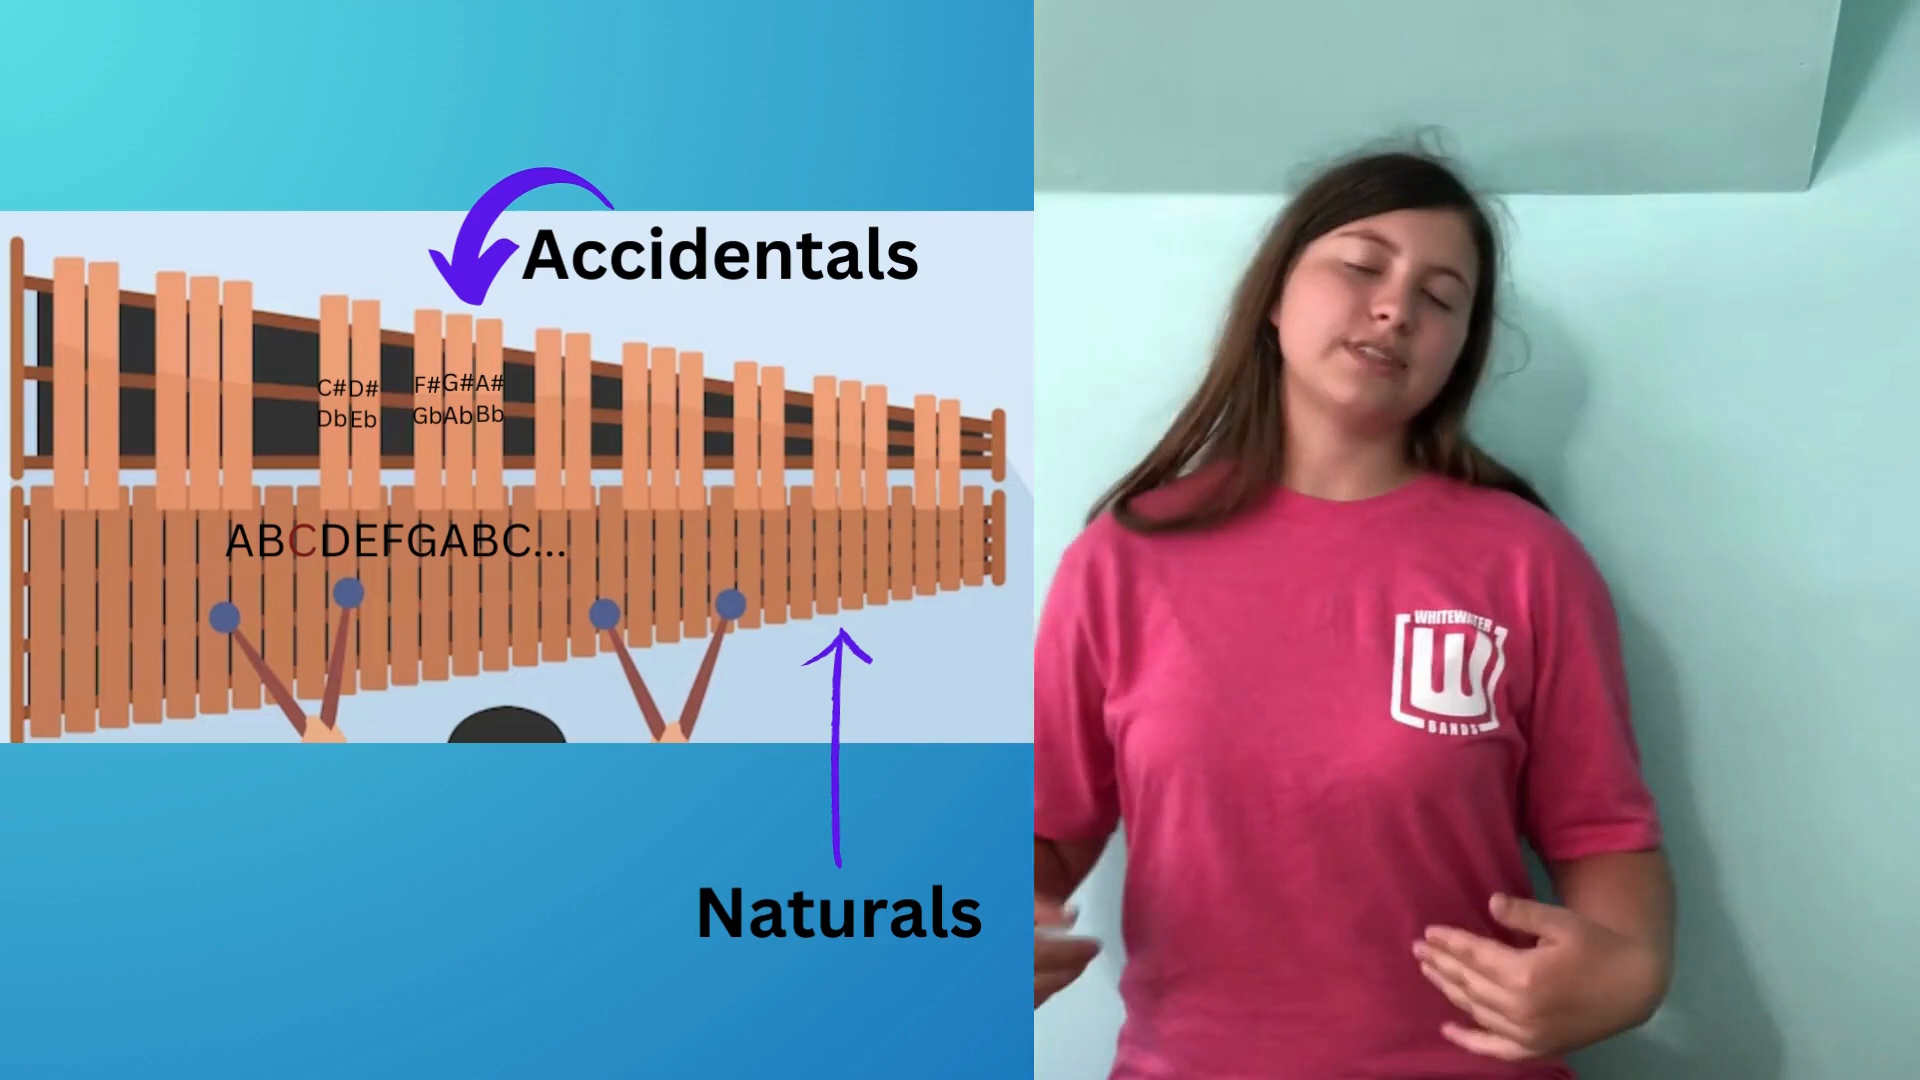 Accidentals
C#D# F#G#A#
DbEb GbAbBb
ABCDEFGABC...
Naturals
WHITEWATER
W
BANDS